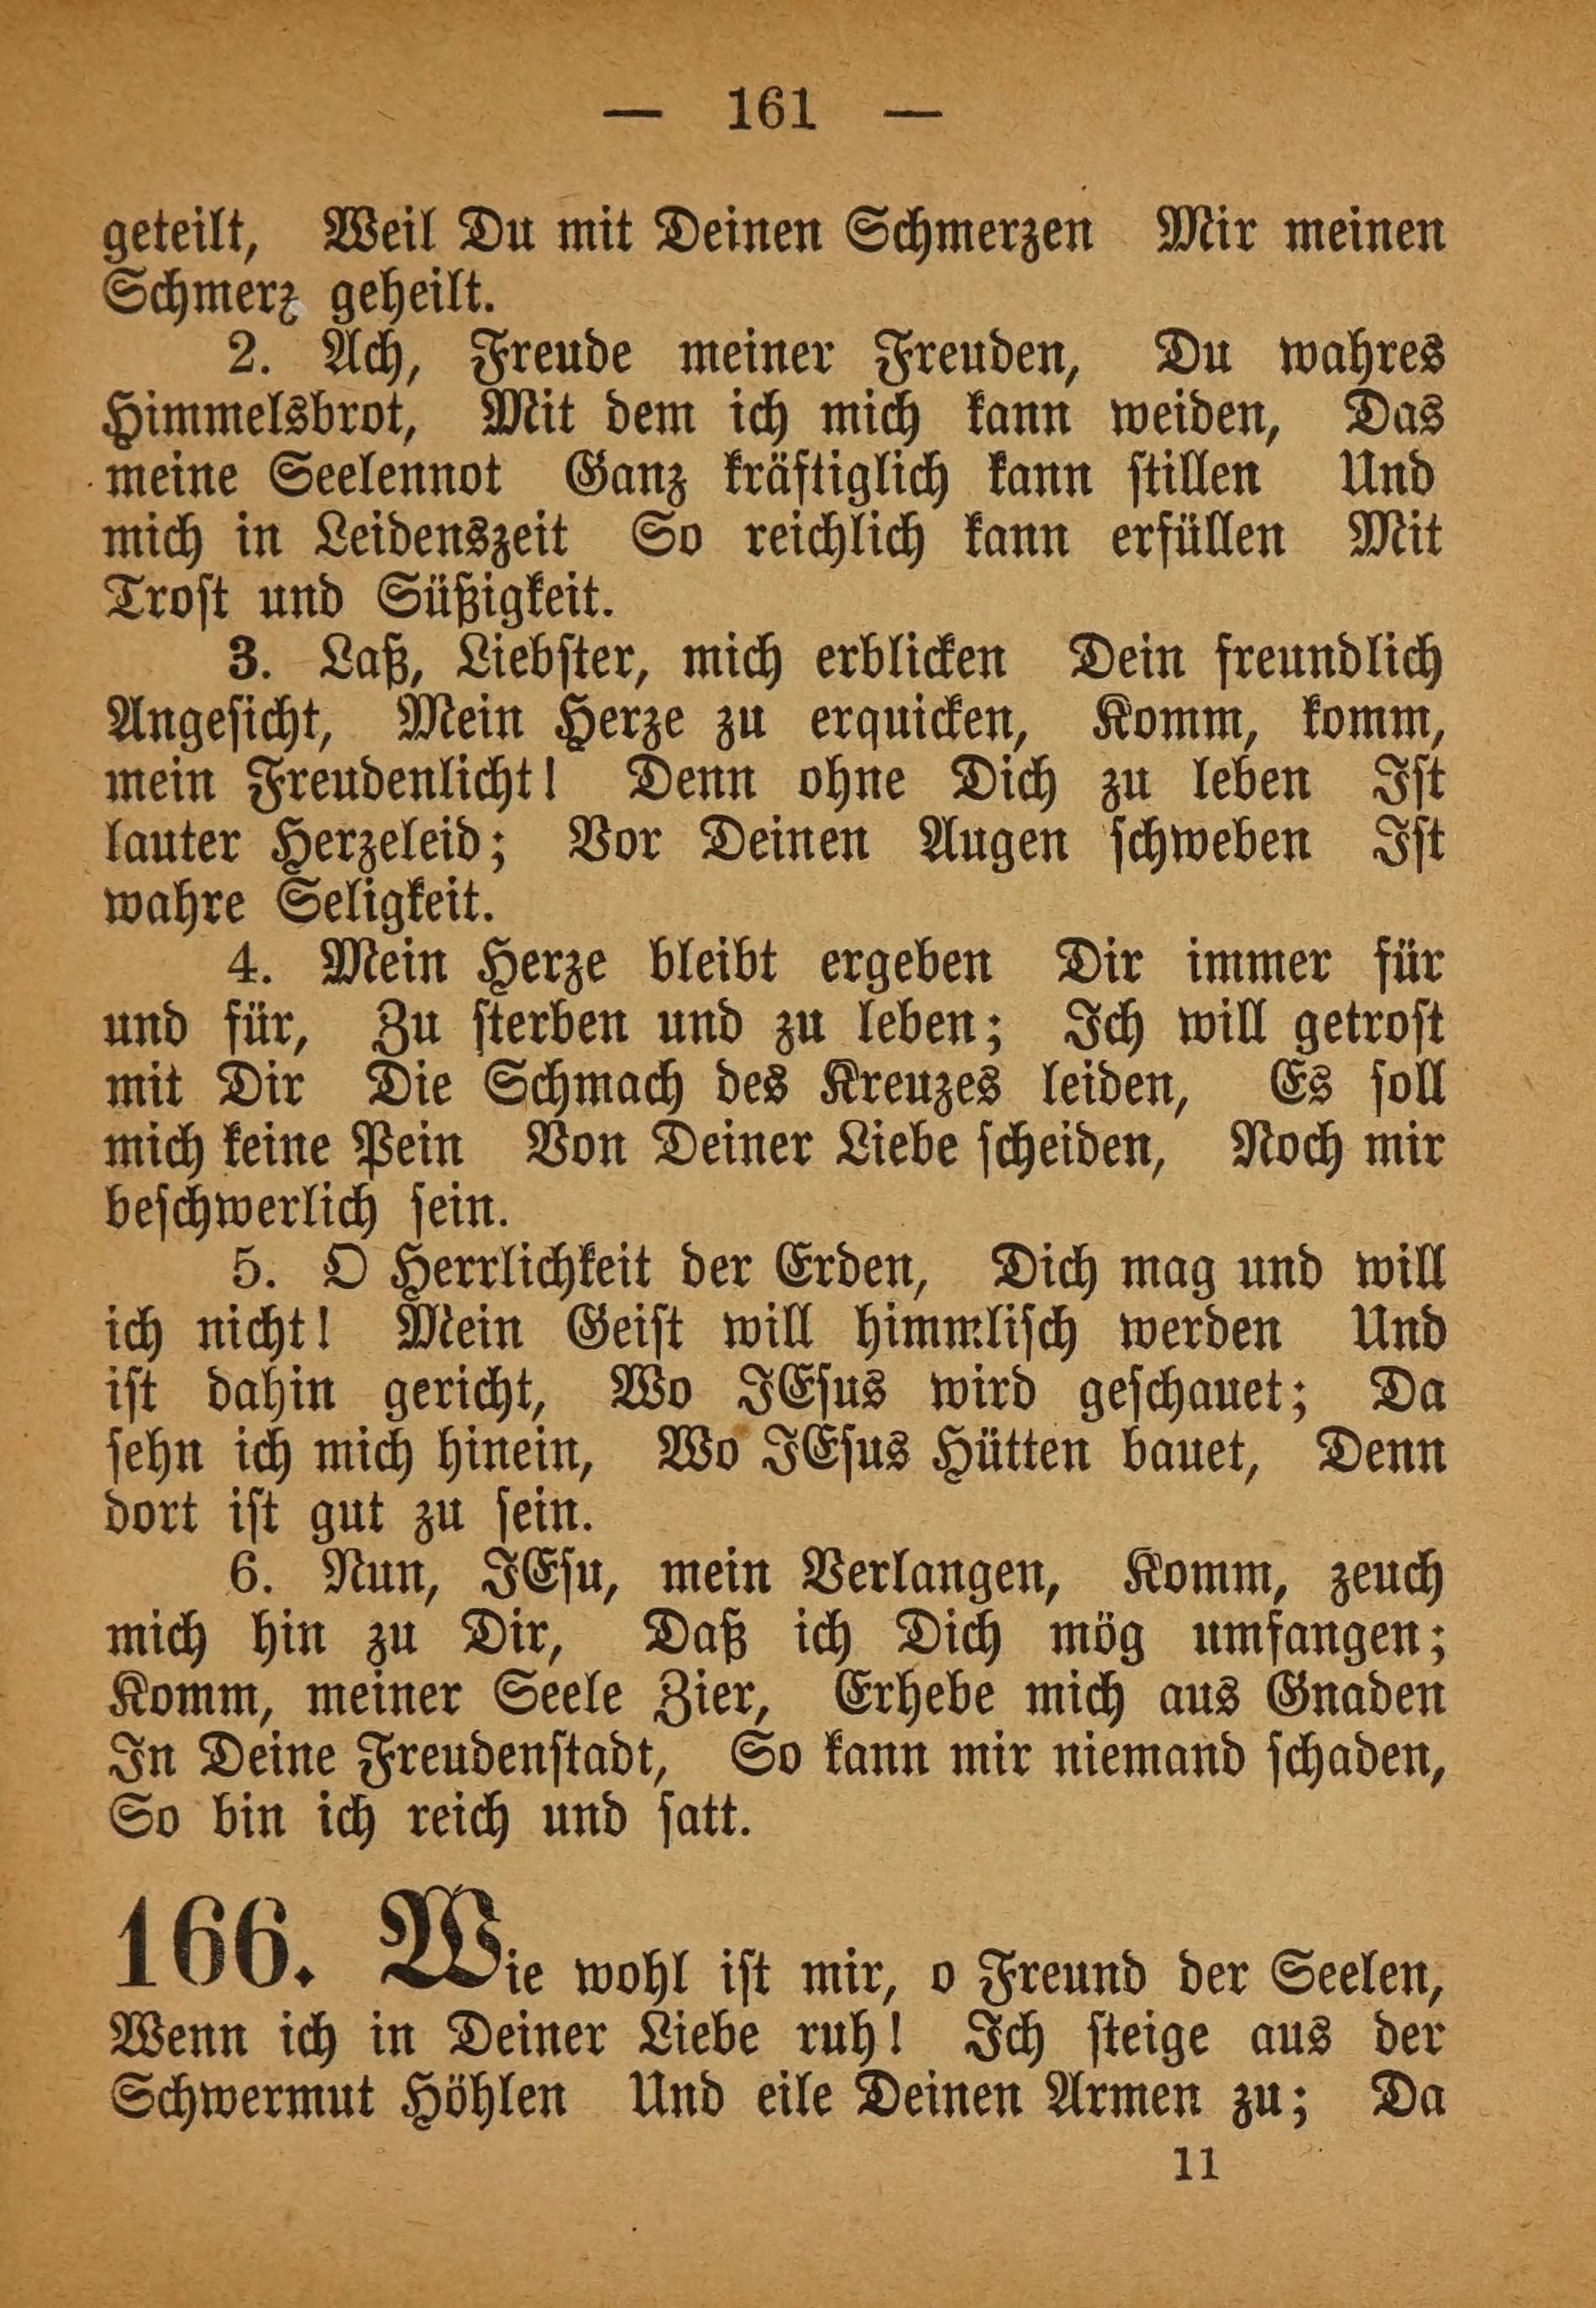 — 161 —
geteilt, Weil Du mit Deinen Schmerzen Mir meinen
Schmerz geheilt.
2. Ach, Freude meiner Freuden, Du wahres
Himmelsbrot, Mit dem ich mich kann weiden, Das
meine Seelennot Ganz kräftiglich kann stillen Und
mich in Leidenszeit So reichlich kann erfüllen Mit
Trost und Süßigkeit.
3. Laß, Liebster, mich erblicken Dein freundlich
Angesicht, Mein Herze zu erquicken, Komm, komm,
mein Freudenlicht! Denn ohne Dich zu leben Ist
lauter Herzeleid; Vor Deinen Augen schweben Ist
wahre Seligkeit.
4. Mein Herze bleibt ergeben Dir immer für
und für, Zu sterben und zu leben; Ich will getrost
mit Dir Die Schmach des Kreuzes leiden, Es soll
mich keine Pein Von Deiner Liebe scheiden, Noch mir
beschwerlich sein.
5. O Herrlichkeit der Erden, Dich mag und will
ich nicht! Mein Geist will himmlisch werden Und
ist dahin gericht, Wo JEsus wird geschauet; Da
sehn ich mich hinein, Wo JEsus Hütten bauet, Denn
dort ist gut zu sein.
6. Nun, JEsu, mein Verlangen, Komm, zeuch
mich hin zu Dir, Daß ich Dich mög umfangen;
Komm, meiner Seele Zier, Erhebe mich aus Gnaden
In Deine Freudenstadt, So kann mir niemand schaden,
So bin ich reich und satt.
166. Wie wohl ist mir, o Freund der Seelen,
Wenn ich in Deiner Liebe ruh! Ich steige aus der
Schwermut Höhlen Und eile Deinen Armen zu; Da
11